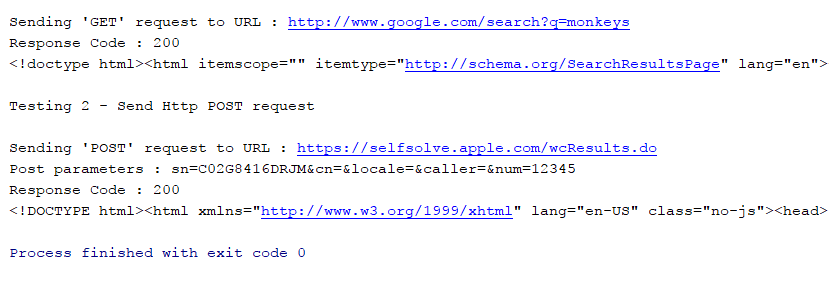 Sending 'GET' request to URL : http://www.google.com/search?q=monkeys
Response Code : 200
<!doctype html><html itemscope="" itemtype="http://schema.org/SearchResultsPage" lang="en">
Testing 2 - Send Http POST request
Sending 'POST' request to URL : https://selfsolve.apple.com/wcResults.do
Post parameters : sn=C02G8416DRJM&cn=&locale=&caller=&num=12345
Response Code : 200
<!DOCTYPE html><html xmlns="http://www.w3.org/1999/xhtml" lang="en-US" class="no-js"><head>
Process finished with exit code 0